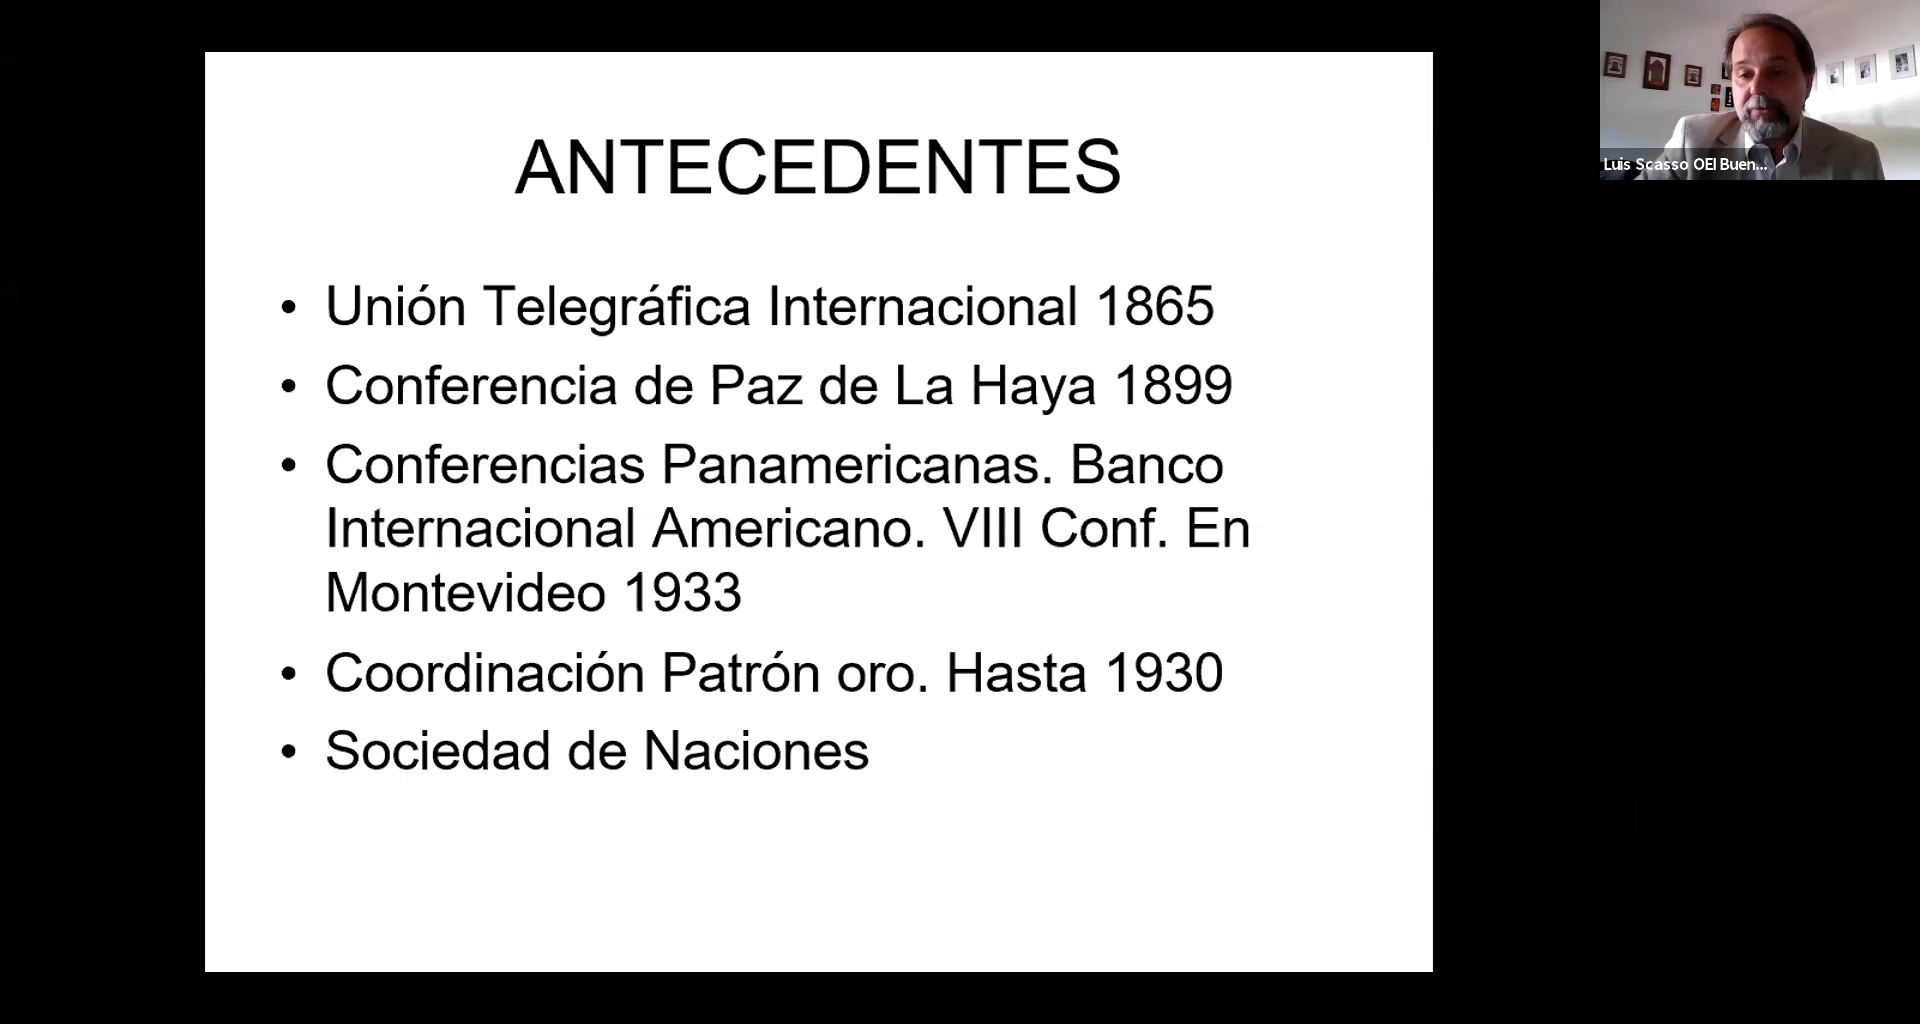 ANTECEDENTES
• Unión Telegráfica Internacional 1865
• Conferencia de Paz de La Haya 1899
• Conferencias Panamericanas. Banco
Internacional Americano. VIII Conf. En
Montevideo 1933
• Coordinación Patrón oro. Hasta 1930
• Sociedad de Naciones
Luis Scasso OEI Buen...